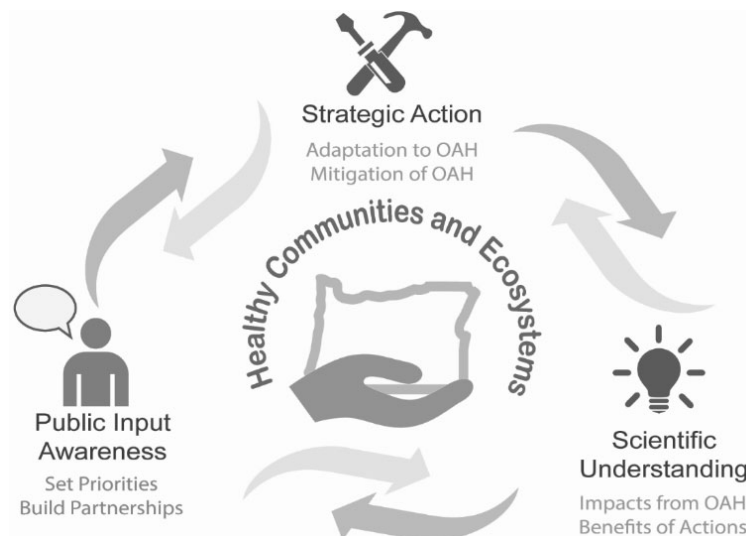 Strategic Action
Adaptation to OAH
Mitigation of OAH
Healthy Communities and Ecosystems
Public Input
Awareness
Set Priorities
Build Partnerships
Scientific
Understanding
Impacts from OAH
Benefits of Actions